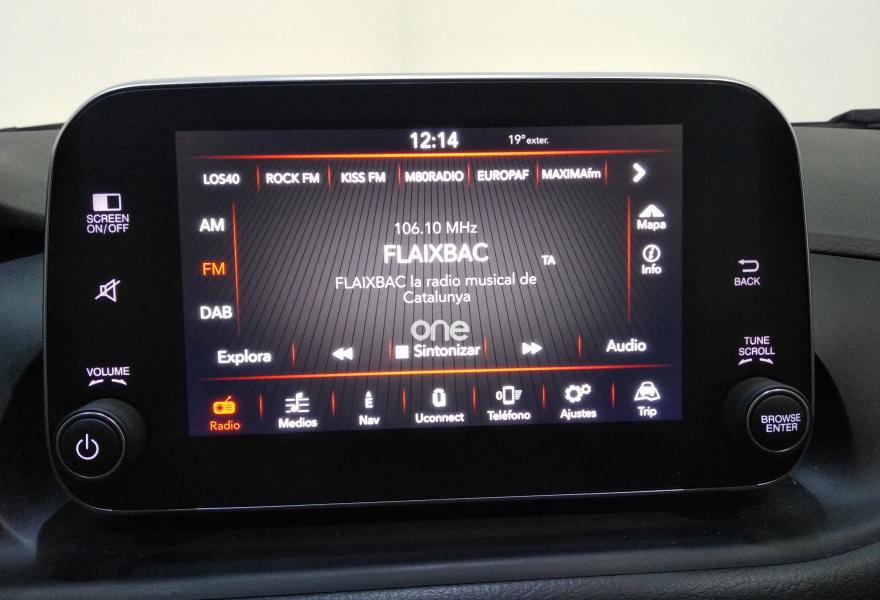 12:14 19° exter.
LOS40 ROCK FM KISS FM M80RADIO EUROPAF MAXIMAfm
SCREEN
ON/OFF
AM
106.10 MHz
Mapa
FLAIXBAC
TA
FM
Info
FLAIXBAC la radio musical de
Catalunya
BACK
DAB
one
Explora Sintonizar Audio
TUNE
SCROLL
VOLUME
Radio Medios Nav Uconnect Teléfono Ajustes Trip
BROWSE
ENTER